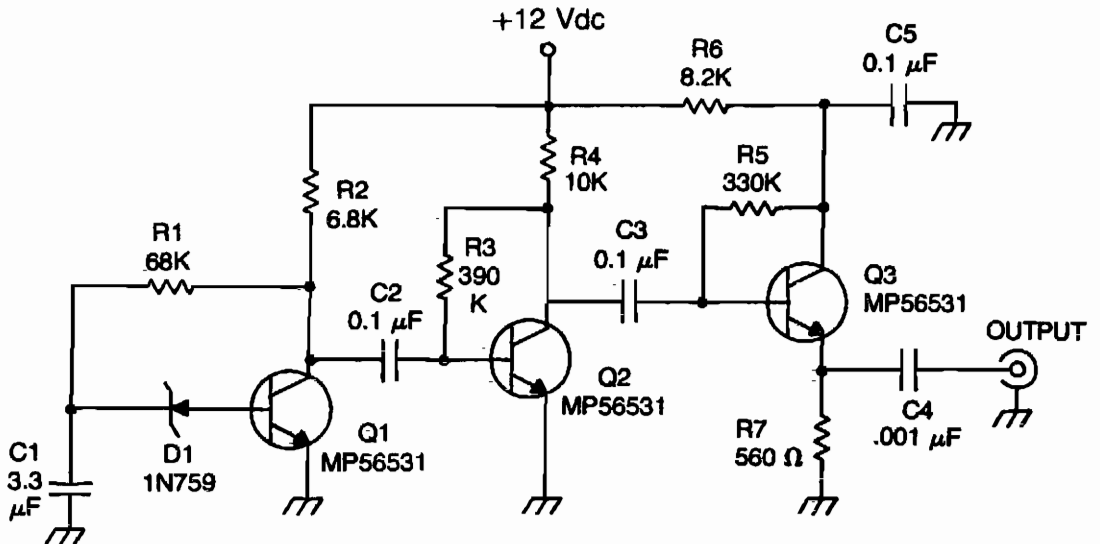 +12 Vdc
C5
0.1 µF
R6
8.2K
R4
10K
R5
330K
R2
6.8K
R1
68K
R3
390
K
C3
0.1 µF
C2
0.1 µF
Q3
MP56531
OUTPUT
Q2
MP56531
C4
.001 µF
R7
560 Ω
Q1
MP56531
D1
1N759
C1
3.3
µF